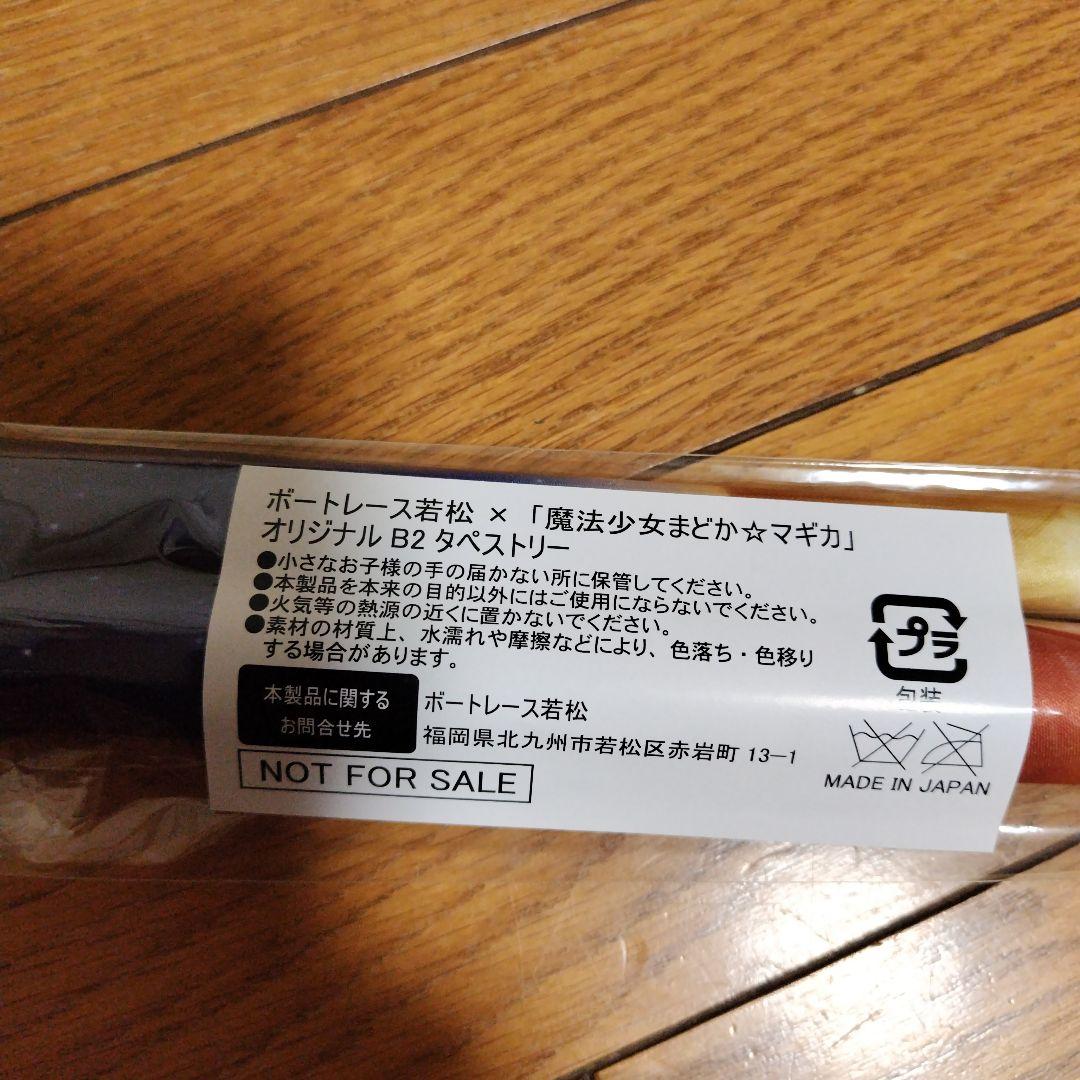 ボートレース若松 × 「魔法少女まどか☆マギカ」
オリジナル B2 タペストリー
●小さなお子様の手の届かない所に保管してください。
●本製品を本来の目的以外にはご使用にならないでください。
●火気等の熱源の近くに置かないでください。
●素材の材質上、水濡れや摩擦などにより、色落ち・色移り
する場合があります。
本製品に関する
お問合せ先
ボートレース若松
福岡県北九州市若松区赤岩町 13-1
NOT FOR SALE
プラ
包装
MADE IN JAPAN